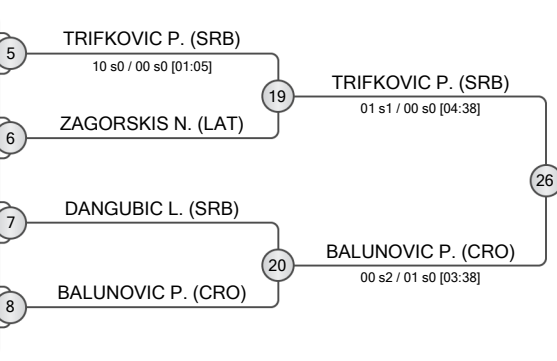 5
TRIFKOVIC P. (SRB)
10 s0 / 00 s0 [01:05]
19
TRIFKOVIC P. (SRB)
01 s1 / 00 s0 [04:38]
6
ZAGORSKIS N. (LAT)
26
7
DANGUBIC L. (SRB)
20
BALUNOVIC P. (CRO)
00 s2 / 01 s0 [03:38]
8
BALUNOVIC P. (CRO)